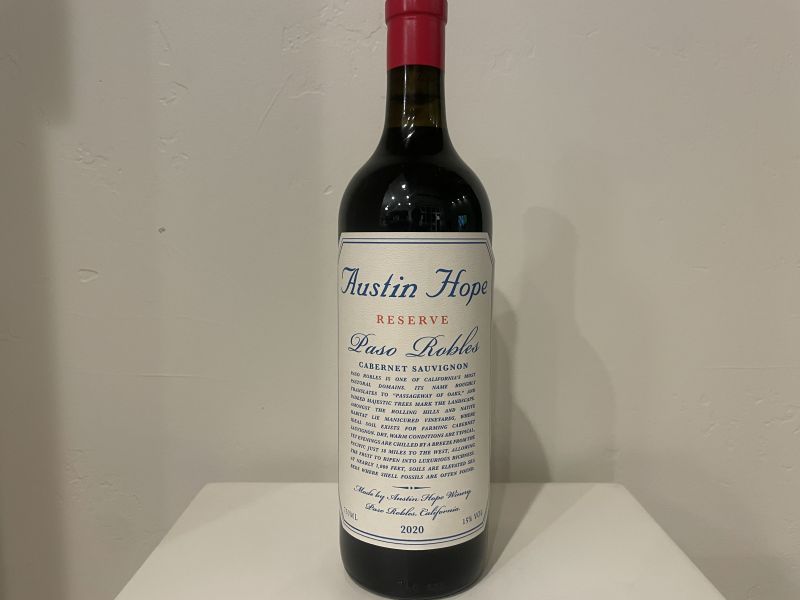 Austin Hope
RESERVE
Paso Robles
CABERNET SAUVIGNON
PASO ROBLES IS ONE OF CALIFORNIA'S MOST
PASTORAL DOMAINS. ITS NAME ROUGHLY
TRANSLATES TO "PASSAGEWAY OF OAKS," AND
INDEED MAJESTIC TREES MARK THE LANDSCAPE.
AMONGST THE ROLLING HILLS AND NATIVE
HABITAT LIE MANICURED VINEYARDS, WHERE
IDEAL SOIL EXISTS FOR FARMING CABERNET
SAUVIGNON. DRY, WARM CONDITIONS ARE TYPICAL,
YET EVENINGS ARE CHILLED BY A BREEZE FROM THE
PACIFIC JUST 10 MILES TO THE WEST, ALLOWING
THE FRUIT TO RIPEN INTO LUXURIOUS RICHNESS.
AT NEARLY 1,000 FEET, SOILS ARE ELEVATED SEA
BEDS WHERE SHELL FOSSILS ARE OFTEN FOUND.
Made by Austin Hope Winery
Paso Robles, California
750ML
15% VOL
2020